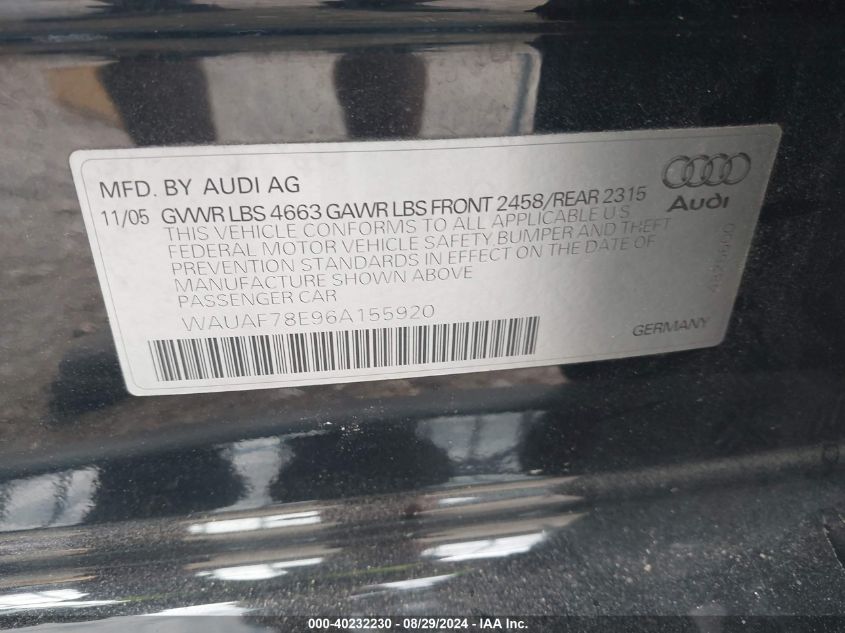 MFD. BY AUDI AG
11/05 GVWR LBS 4663 GAWR LBS FRONT 2458/REAR 2315
THIS VEHICLE CONFORMS TO ALL APPLICABLE U.S.
FEDERAL MOTOR VEHICLE SAFETY, BUMPER AND THEFT
PREVENTION STANDARDS IN EFFECT ON THE DATE OF
MANUFACTURE SHOWN ABOVE
PASSENGER CAR
WAUAF78E96A155920
Audi
GERMANY
000-40232230 - 08/29/2024 - IAA Inc.